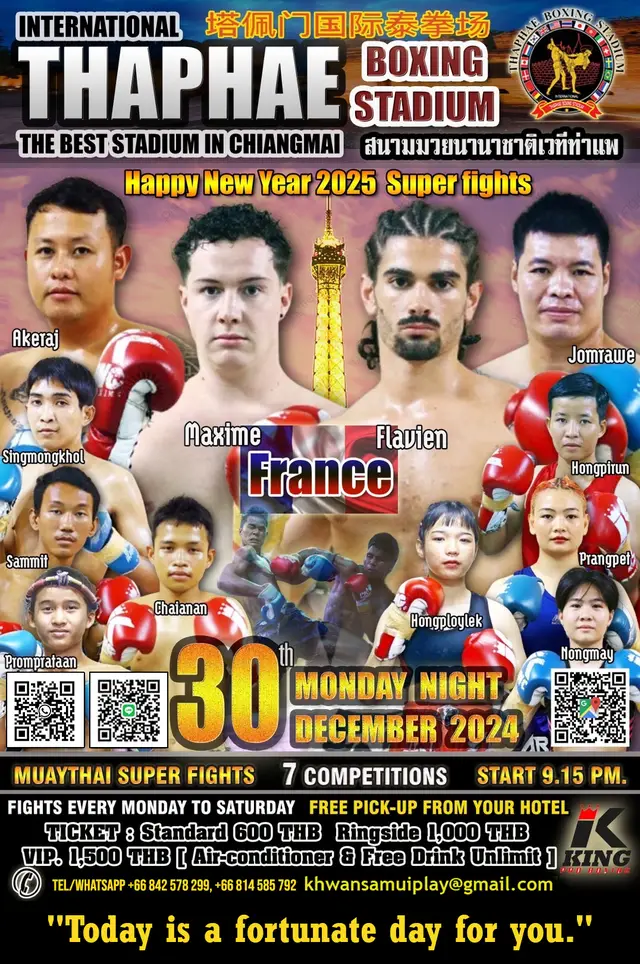 INTERNATIONAL
塔佩门国际泰拳场
THAPHAE
BOXING
STADIUM
THAPHAE BOXING STADIUM
INTERNATIONAL
THE BEST STADIUM IN CHIANGMAI
สนามมวยนานาชาติเวทีท่าแพ
Happy New Year 2025 Super fights
Akeraj
Jomrawe
Maxime
Flavien
France
Singmongkhol
Hongpirun
Sammit
Prangpet
Chaianan
Hongploylek
Nongmay
Promprataan
30th
MONDAY NIGHT
DECEMBER 2024
MUAYTHAI SUPER FIGHTS 7 COMPETITIONS START 9.15 PM.
FIGHTS EVERY MONDAY TO SATURDAY FREE PICK-UP FROM YOUR HOTEL
TICKET : Standard 600 THB Ringside 1,000 THB
VIP. 1,500 THB [ Air-conditioner & Free Drink Unlimit ]
K
KING
TEL/WHATSAPP +66 842 578 299, +66 814 585 792 khwansamuiplay@gmail.com
"Today is a fortunate day for you."